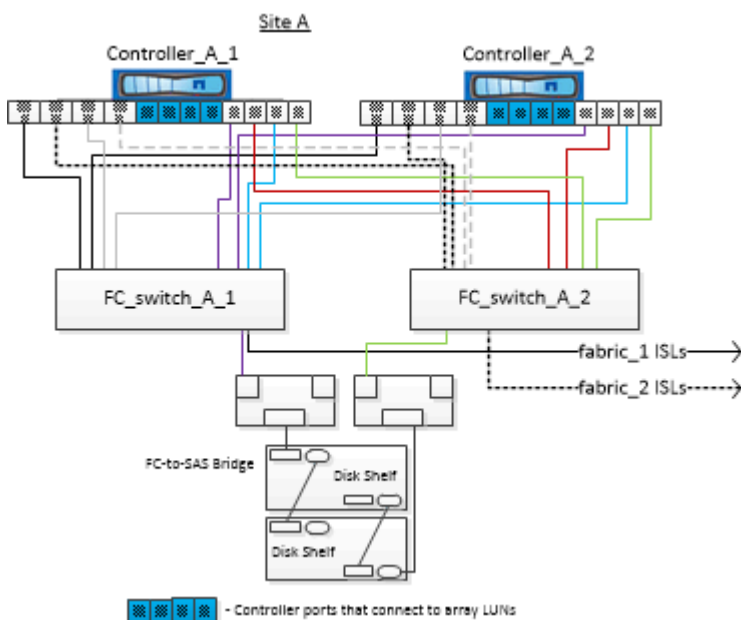 Site A
Controller_A_1
Controller_A_2
FC_switch_A_1
FC_switch_A_2
fabric_1 ISLs
fabric_2 ISLs
FC-to-SAS Bridge
Disk Shelf
Disk Shelf
- Controller ports that connect to array LUNs